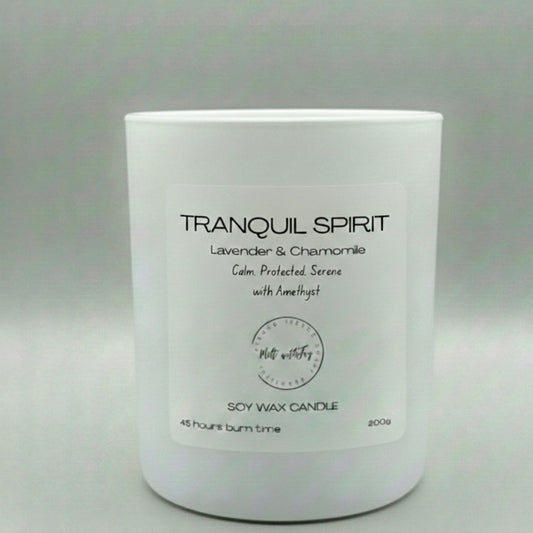 TRANQUIL SPIRIT
Lavender & Chamomile
Calm. Protected. Serene
with Amethyst
SOY WAX CANDLE
45 hours burn time
200g